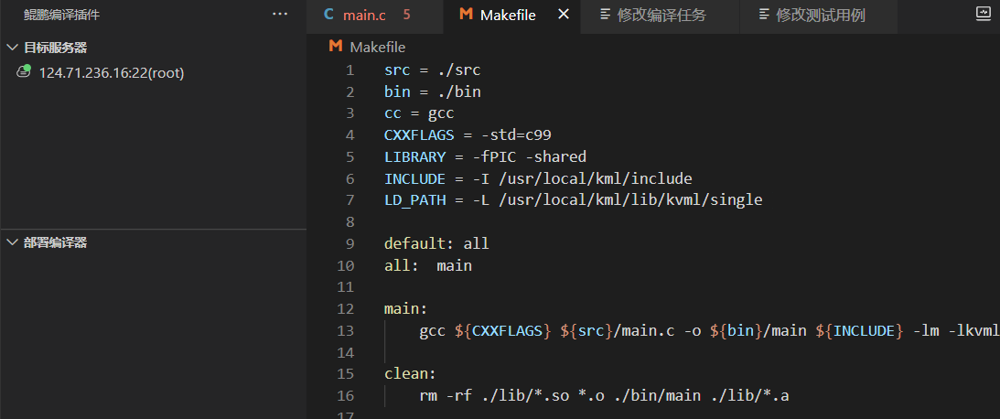 鲲鹏编译插件 ···
目标服务器
124.71.236.16:22(root)
部署编译器
C main.c 5
M Makefile ×
修改编译任务
修改测试用例
M Makefile
1 src = ./src
2 bin = ./bin
3 cc = gcc
4 CXXFLAGS = -std=c99
5 LIBRARY = -fPIC -shared
6 INCLUDE = -I /usr/local/kml/include
7 LD_PATH = -L /usr/local/kml/lib/kvml/single
8
9 default: all
10 all:  main
11
12 main:
13     gcc ${CXXFLAGS} ${src}/main.c -o ${bin}/main ${INCLUDE} -lm -lkvml
14
15 clean:
16     rm -rf ./lib/*.so *.o ./bin/main ./lib/*.a
17